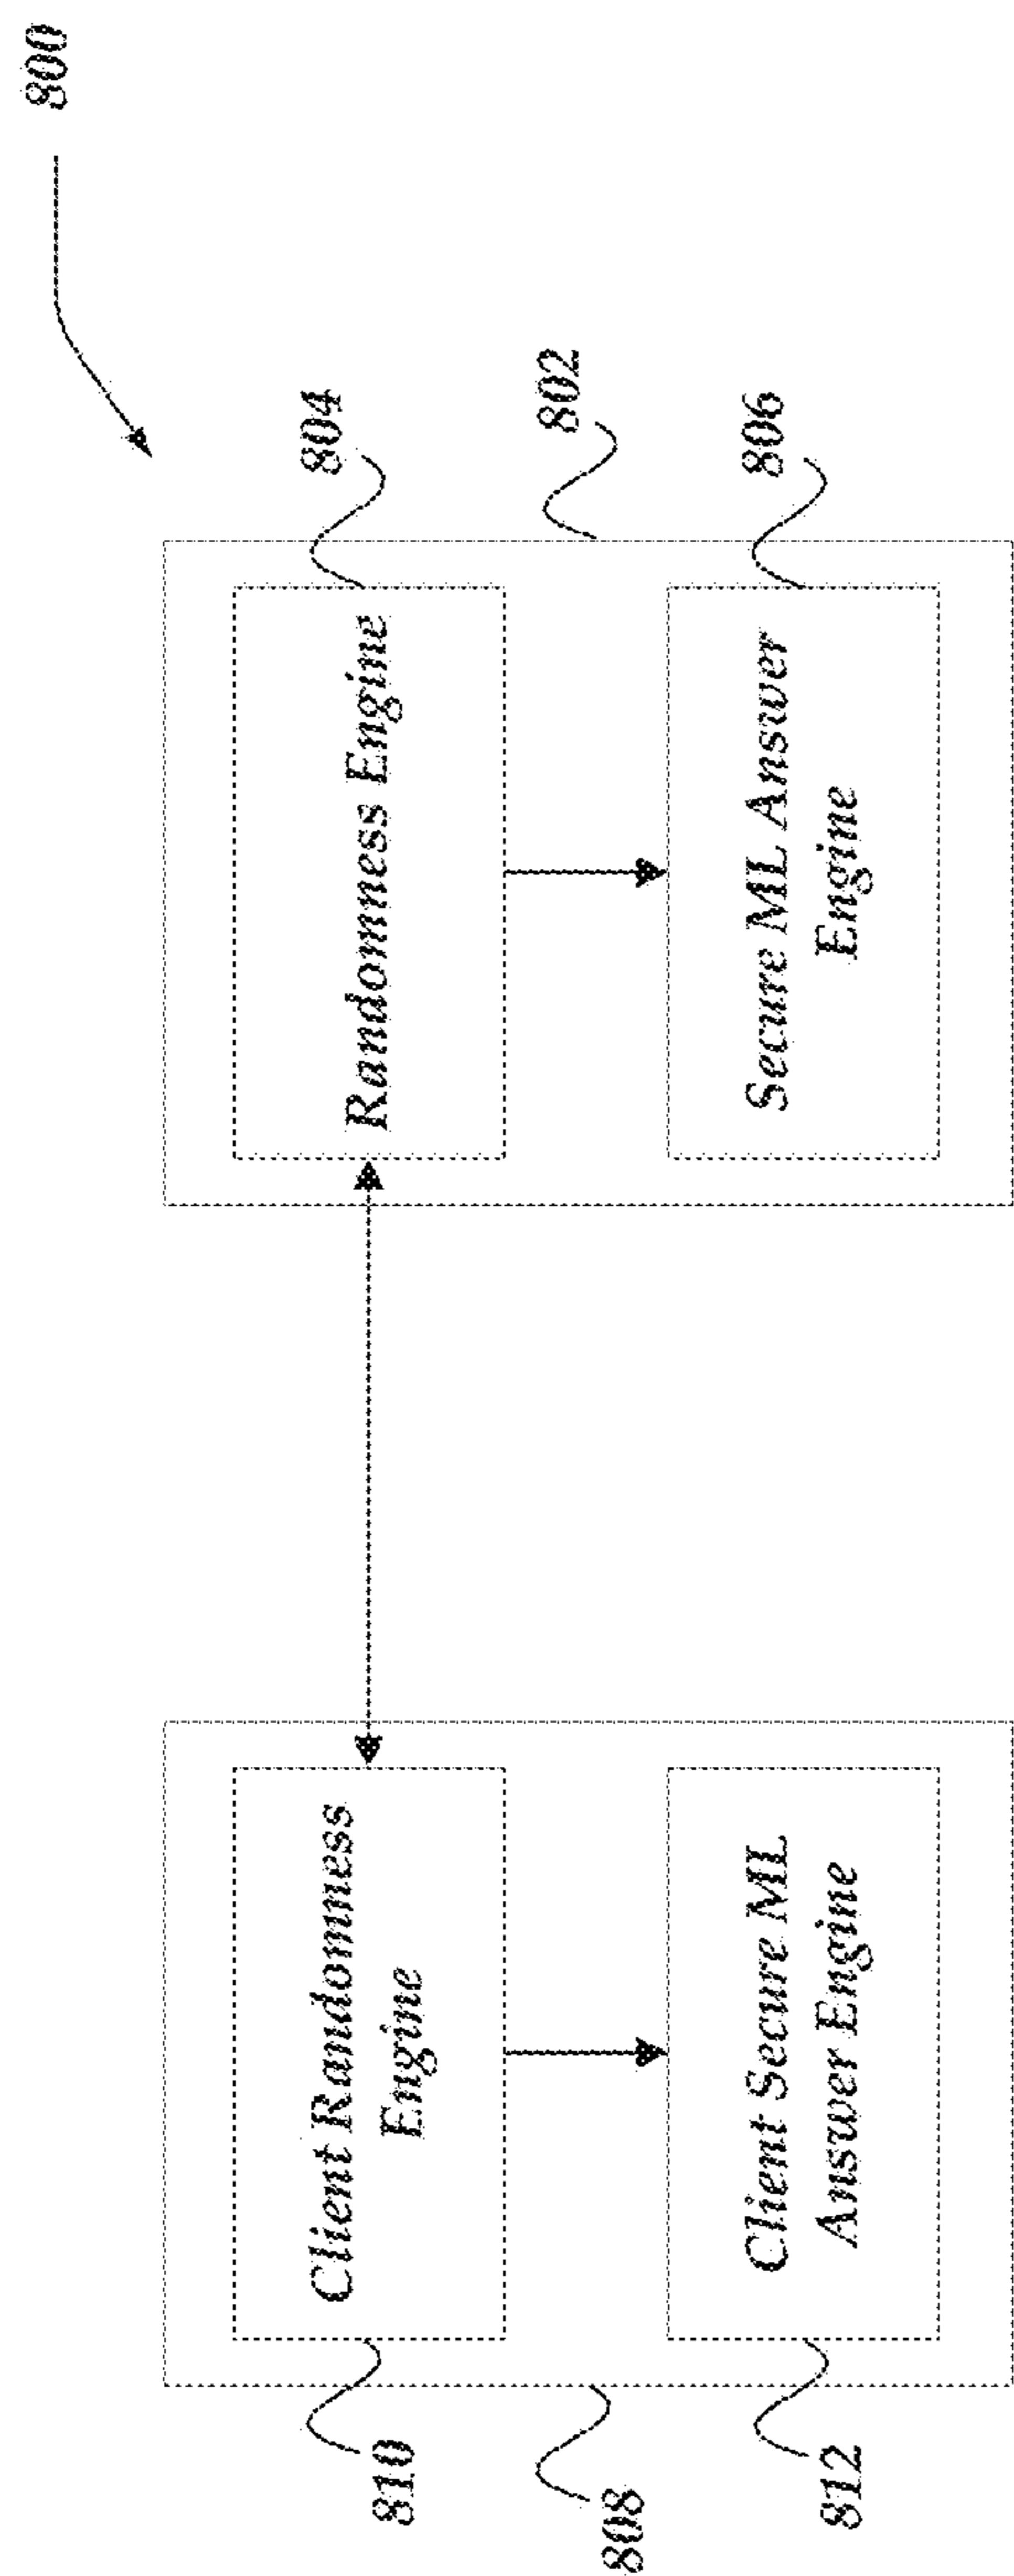 800
804
802
806
Client Randomness
Engine
Randomness Engine
Client Secure ML
Answer Engine
Secure ML Answer
Engine
810
808
812